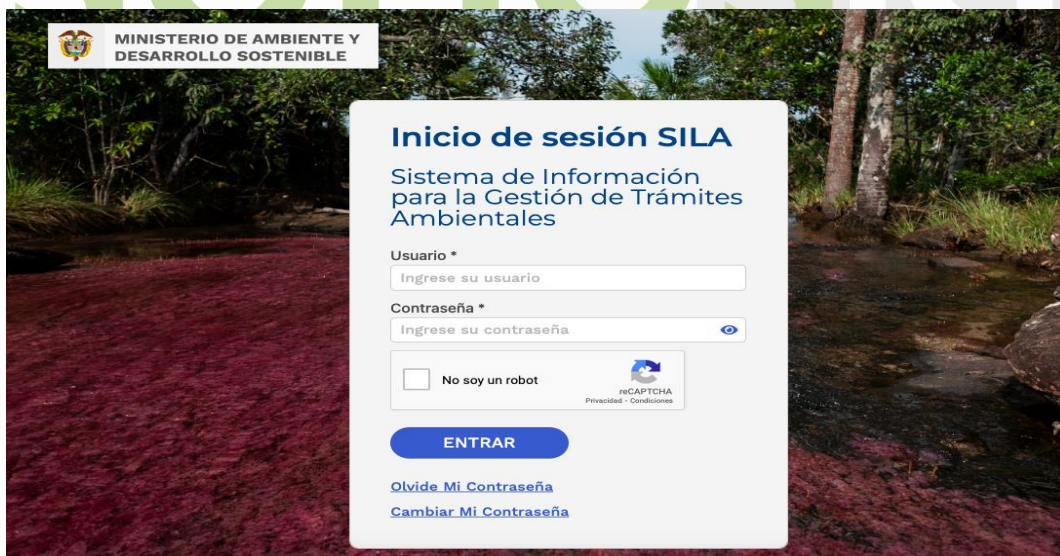 MINISTERIO DE AMBIENTE Y
DESARROLLO SOSTENIBLE
Inicio de sesión SILA
Sistema de Información
para la Gestión de Trámites
Ambientales
Usuario *
Ingrese su usuario
Contraseña *
Ingrese su contraseña
No soy un robot
reCAPTCHA
Privacidad - Condiciones
ENTRAR
Olvide Mi Contraseña
Cambiar Mi Contraseña